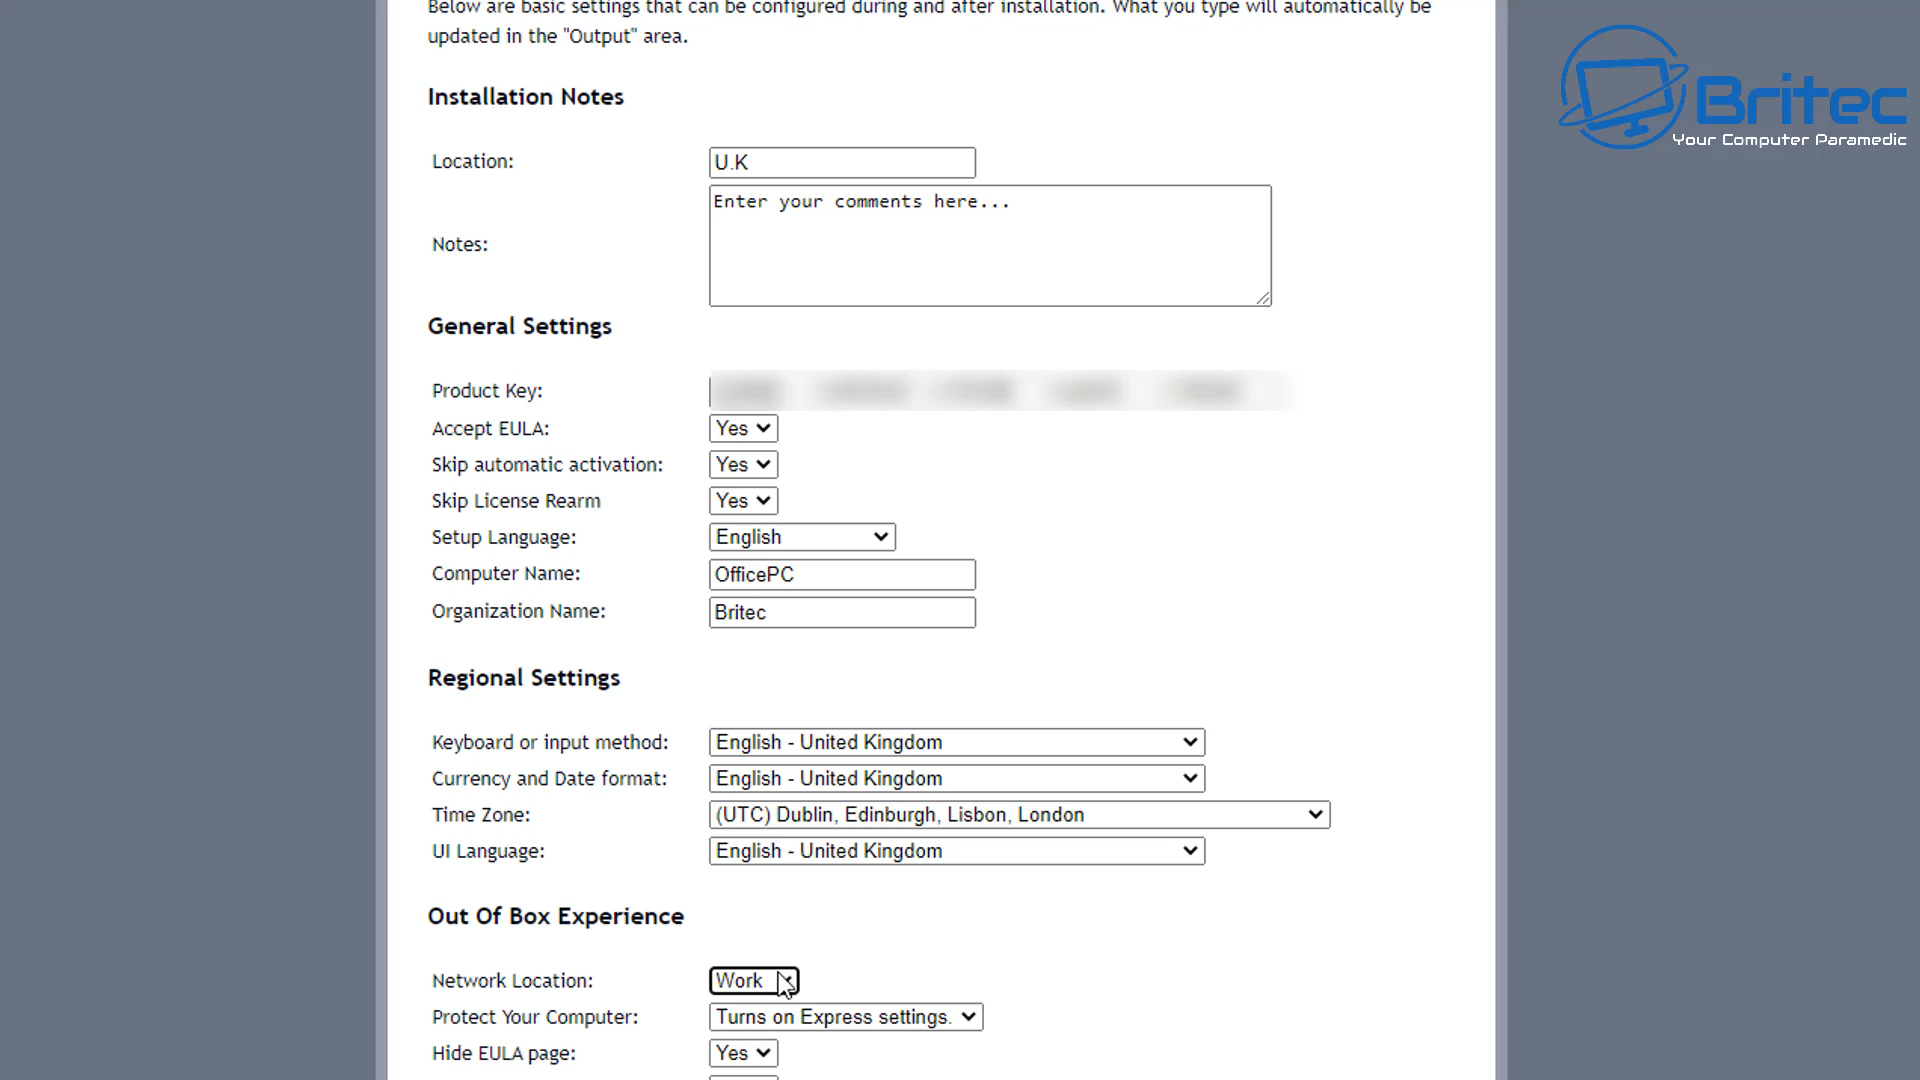 Below are basic settings that can be configured during and after installation. What you type will automatically be
updated in the "Output" area.
Britec
Your Computer Paramedic
Installation Notes
Location: U.K
Notes: Enter your comments here...
General Settings
Product Key:
Accept EULA: Yes
Skip automatic activation: Yes
Skip License Rearm Yes
Setup Language: English
Computer Name: OfficePC
Organization Name: Britec
Regional Settings
Keyboard or input method: English - United Kingdom
Currency and Date format: English - United Kingdom
Time Zone: (UTC) Dublin, Edinburgh, Lisbon, London
UI Language: English - United Kingdom
Out Of Box Experience
Network Location: Work
Protect Your Computer: Turns on Express settings.
Hide EULA page: Yes